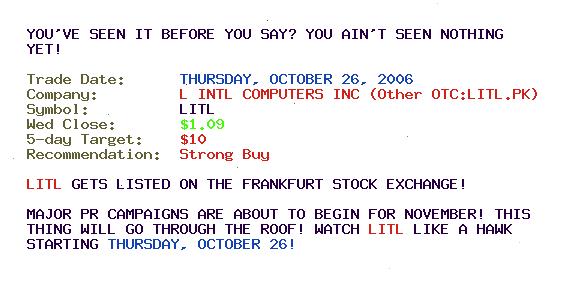 YOU'VE SEEN IT BEFORE YOU SAY? YOU AIN'T SEEN NOTHING
YET!
Trade Date: THURSDAY, OCTOBER 26, 2006
Company: L INTL COMPUTERS INC (Other OTC:LITL.PK)
Symbol: LITL
Wed Close: $1.09
5-day Target: $10
Recommendation: Strong Buy
LITL GETS LISTED ON THE FRANKFURT STOCK EXCHANGE!
MAJOR PR CAMPAIGNS ARE ABOUT TO BEGIN FOR NOVEMBER! THIS
THING WILL GO THROUGH THE ROOF! WATCH LITL LIKE A HAWK
STARTING THURSDAY, OCTOBER 26!